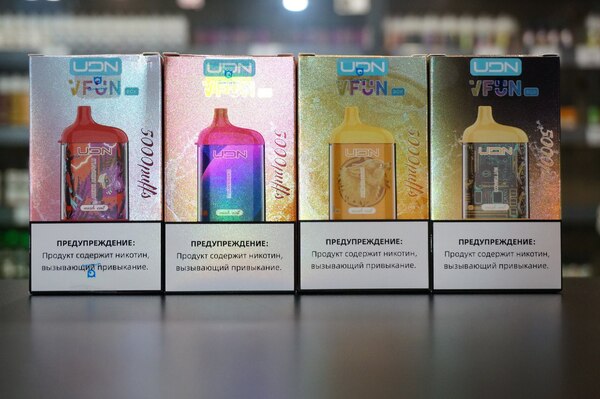 UDN
VFUN
UDN
5000puffs
ПРЕДУПРЕЖДЕНИЕ:
Продукт содержит никотин,
вызывающий привыкание.
UDN
VFUN
UDN
5000puffs
ПРЕДУПРЕЖДЕНИЕ:
Продукт содержит никотин,
вызывающий привыкание.
UDN
VFUN
UDN
5000puffs
ПРЕДУПРЕЖДЕНИЕ:
Продукт содержит никотин,
вызывающий привыкание.
UDN
VFUN
UDN
5000puffs
ПРЕДУПРЕЖДЕНИЕ:
Продукт содержит никотин,
вызывающий привыкание.